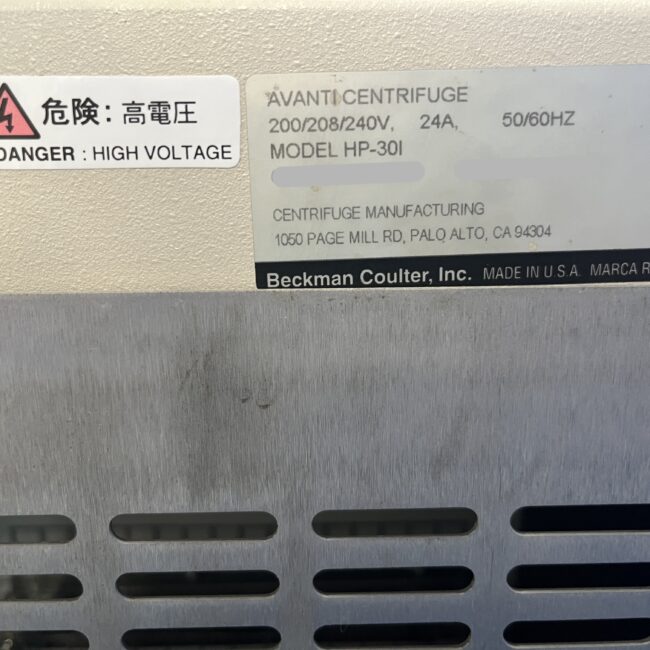 危険：高電圧
DANGER : HIGH VOLTAGE
AVANTI CENTRIFUGE
200/208/240V, 24A, 50/60HZ
MODEL HP-30I
CENTRIFUGE MANUFACTURING
1050 PAGE MILL RD, PALO ALTO, CA 94304
Beckman Coulter, Inc. MADE IN U.S.A. MARCA R